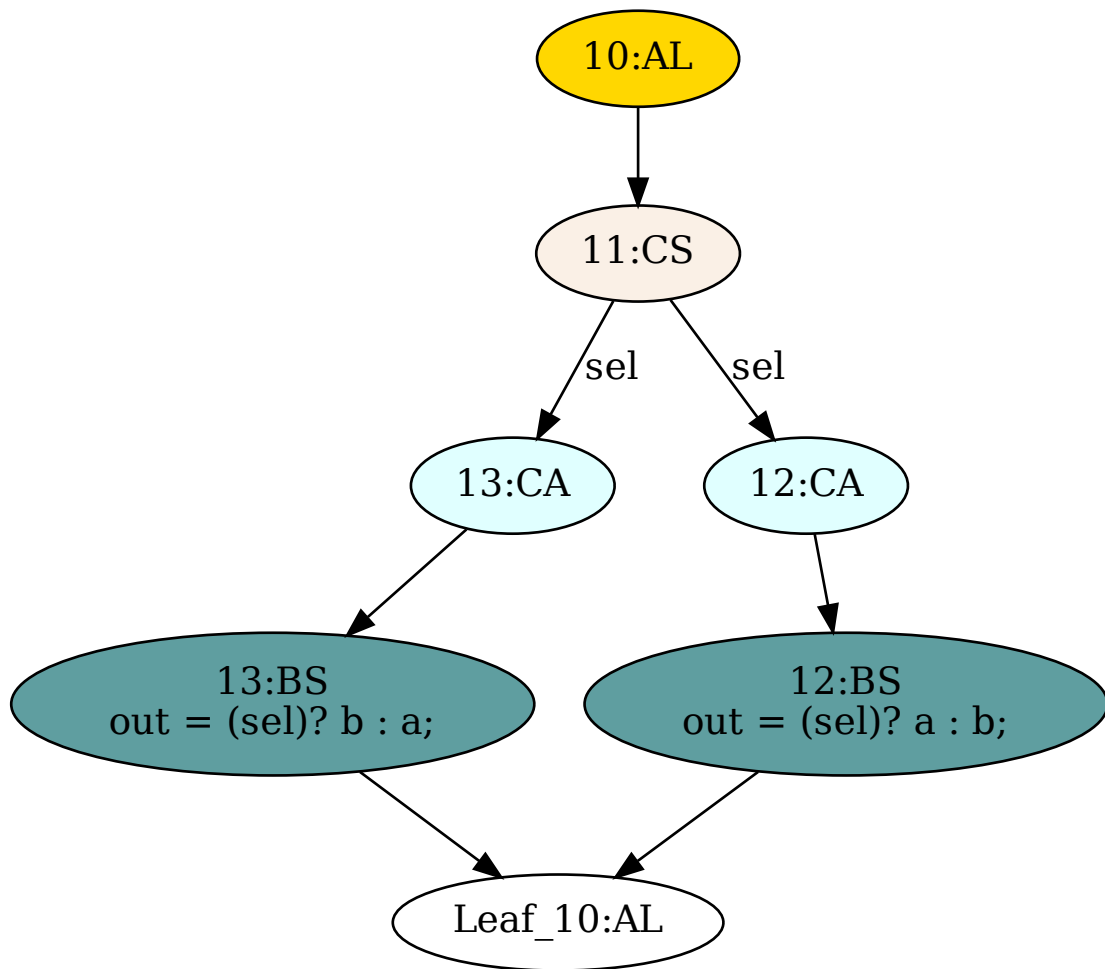 10:AL
11:CS
sel
sel
13:CA
12:CA
13:BS
out = (sel)? b : a;
12:BS
out = (sel)? a : b;
Leaf_10:AL